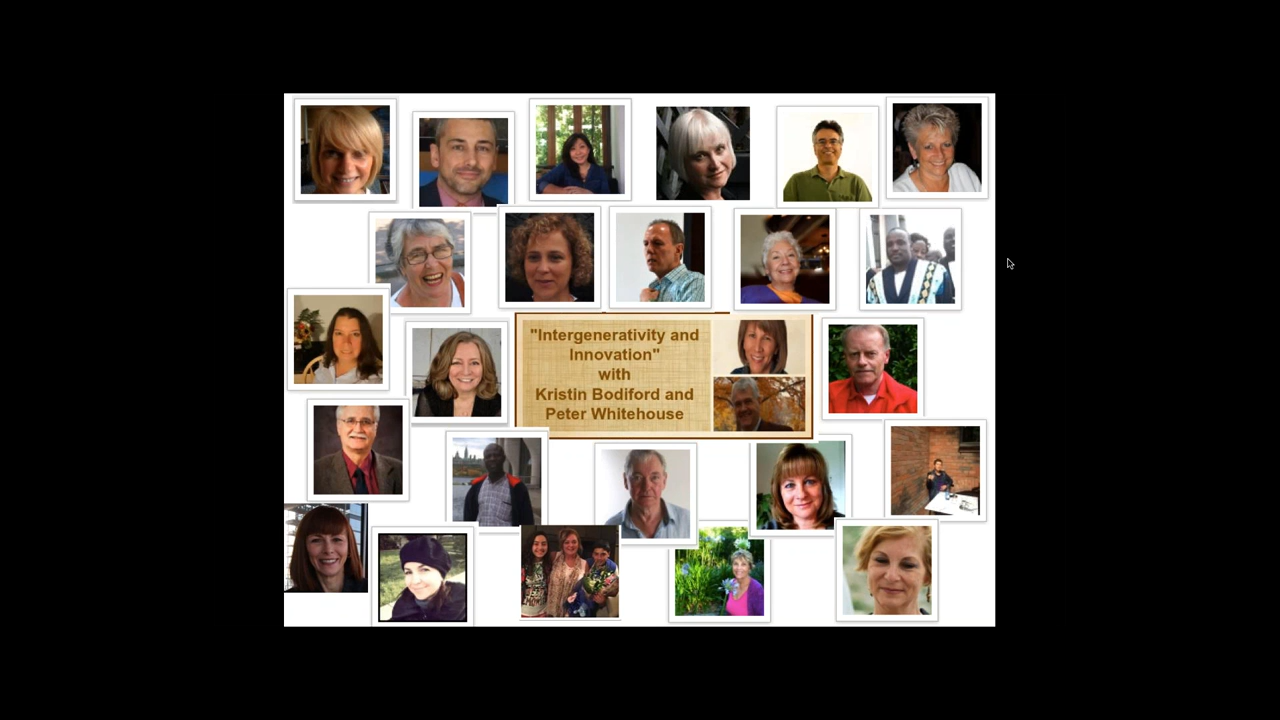 "Intergenerativity and
Innovation"
with
Kristin Bodiford and
Peter Whitehouse